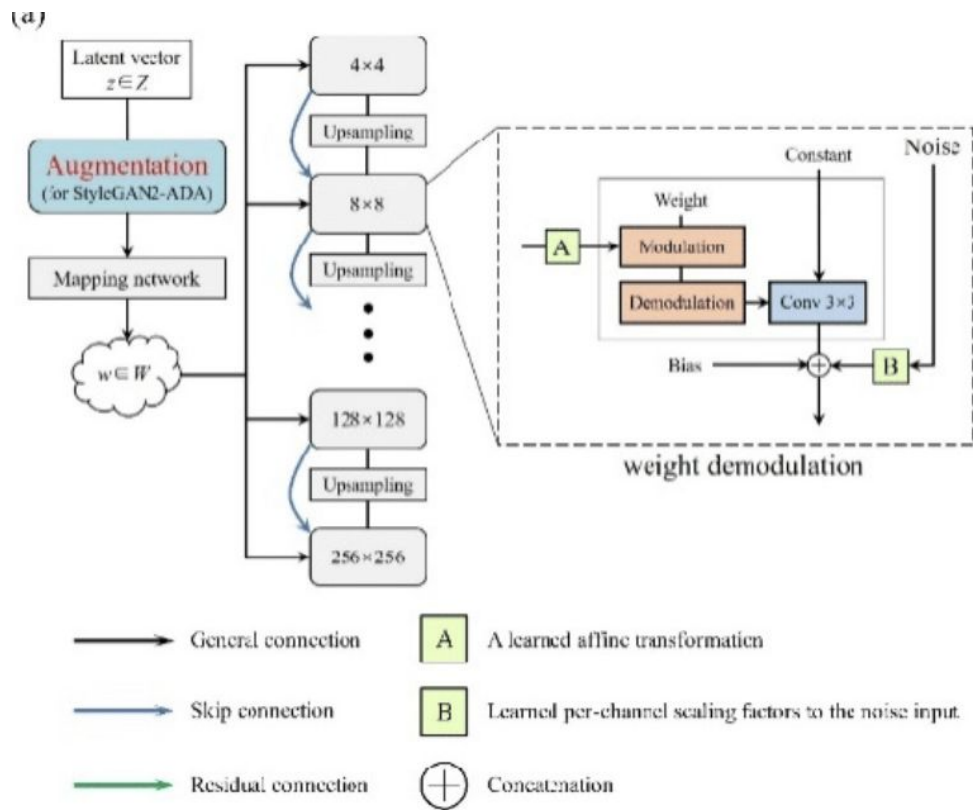 (a)
Latent vector
z∈Z
Augmentation
(for StyleGAN2-ADA)
Mapping network
w∈W
4×4
Upsampling
8×8
Upsampling
128×128
Upsampling
256×256
Constant
Noise
Weight
A
Modulation
Demodulation
Conv 3×3
Bias
B
weight demodulation
General connection
A
A learned affine transformation
Skip connection
B
Learned per-channel scaling factors to the noise input
Residual connection
Concatenation